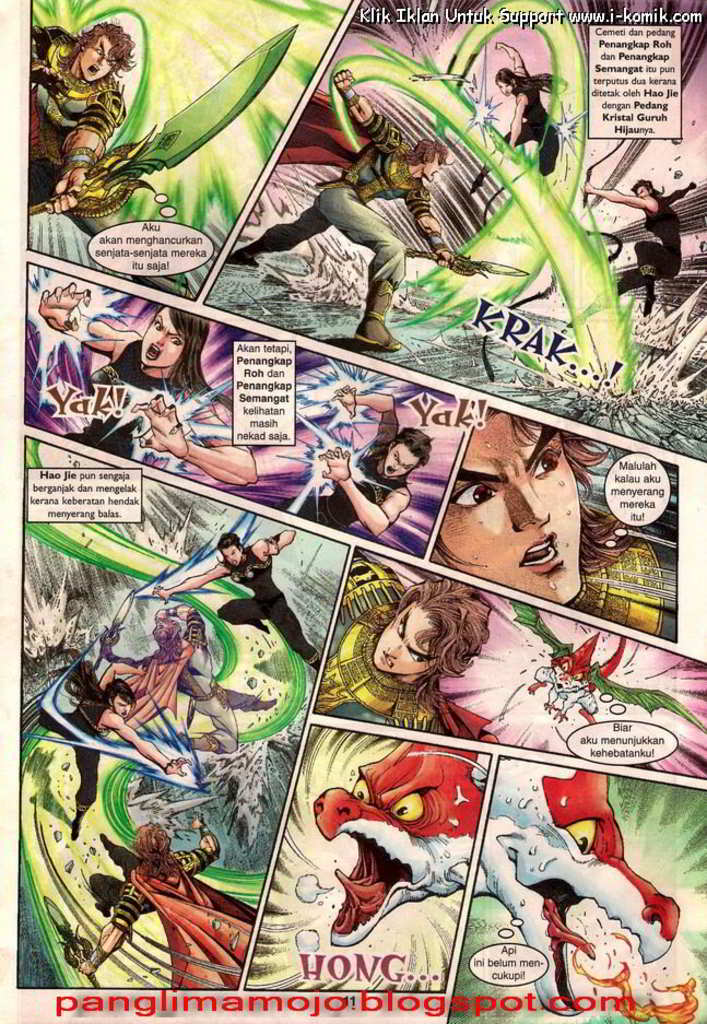 Klik Iklan Untuk Support www.i-komik.com
Aku
akan menghancurkan
senjata-senjata mereka
itu saja!
Cemeti dan pedang
Penangkap Roh
dan Penangkap
Semangat itu pun
terputus dua kerana
ditetak oleh Hao Jie
dengan Pedang
Kristal Guruh
Hijaunya.
KRAK....!
Yak!
Akan tetapi,
Penangkap
Roh dan
Penangkap
Semangat
kelihatan
masih
nekad saja.
Yak!
Malulah
kalau aku
menyerang
mereka
itu!
Hao Jie pun sengaja
berganjak dan mengelak
kerana keberatan hendak
menyerang balas.
Biar
aku menunjukkan
kehebatanku!
HONG...
Api
ini belum men-
cukupi!
11
panglimamojo.blogspot.com